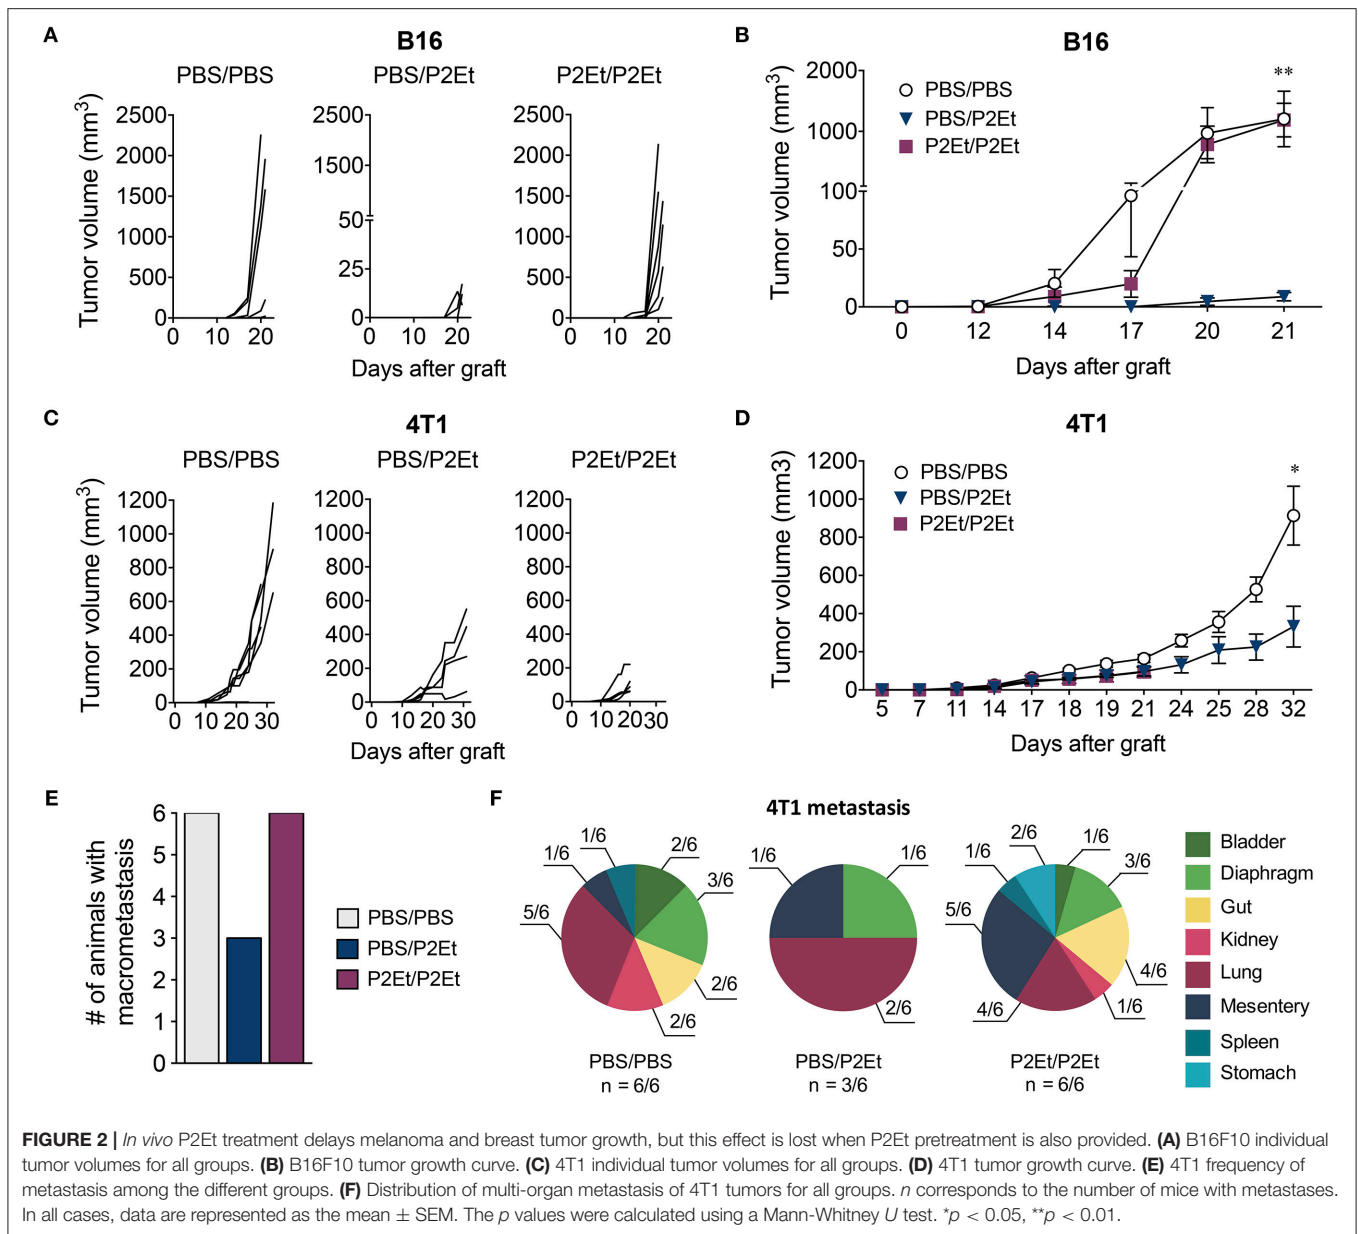 A
B16
PBS/PBS
PBS/P2Et
P2Et/P2Et
Tumor volume (mm³)
2500
2000
1500
1000
500
0
0 10 20
2500
1500
50
25
0
0 10 20
2500
2000
1500
1000
500
0
0 10 20
Days after graft
B
B16
PBS/PBS
PBS/P2Et
P2Et/P2Et
**
Tumor volume (mm³)
2000
1000
100
50
0
0 12 14 17 20 21
Days after graft
C
4T1
PBS/PBS
PBS/P2Et
P2Et/P2Et
Tumor volume (mm³)
1200
1000
800
600
400
200
0
0 10 20 30
1200
1000
800
600
400
200
0
0 10 20 30
1200
1000
800
600
400
200
0
0 10 20 30
Days after graft
D
4T1
PBS/PBS
PBS/P2Et
P2Et/P2Et
*
Tumor volume (mm3)
1200
1000
800
600
400
200
0
5 7 11 14 17 18 19 21 24 25 28 32
Days after graft
E
# of animals with
macrometastasis
6
5
4
3
2
1
0
PBS/PBS
PBS/P2Et
P2Et/P2Et
F
4T1 metastasis
1/6
1/6
2/6
3/6
5/6
2/6
2/6
PBS/PBS
n = 6/6
1/6
1/6
2/6
PBS/P2Et
n = 3/6
2/6
1/6
1/6
3/6
5/6
4/6
4/6
1/6
P2Et/P2Et
n = 6/6
Bladder
Diaphragm
Gut
Kidney
Lung
Mesentery
Spleen
Stomach
FIGURE 2 | In vivo P2Et treatment delays melanoma and breast tumor growth, but this effect is lost when P2Et pretreatment is also provided. (A) B16F10 individual
tumor volumes for all groups. (B) B16F10 tumor growth curve. (C) 4T1 individual tumor volumes for all groups. (D) 4T1 tumor growth curve. (E) 4T1 frequency of
metastasis among the different groups. (F) Distribution of multi-organ metastasis of 4T1 tumors for all groups. n corresponds to the number of mice with metastases.
In all cases, data are represented as the mean ± SEM. The p values were calculated using a Mann-Whitney U test. *p < 0.05, **p < 0.01.